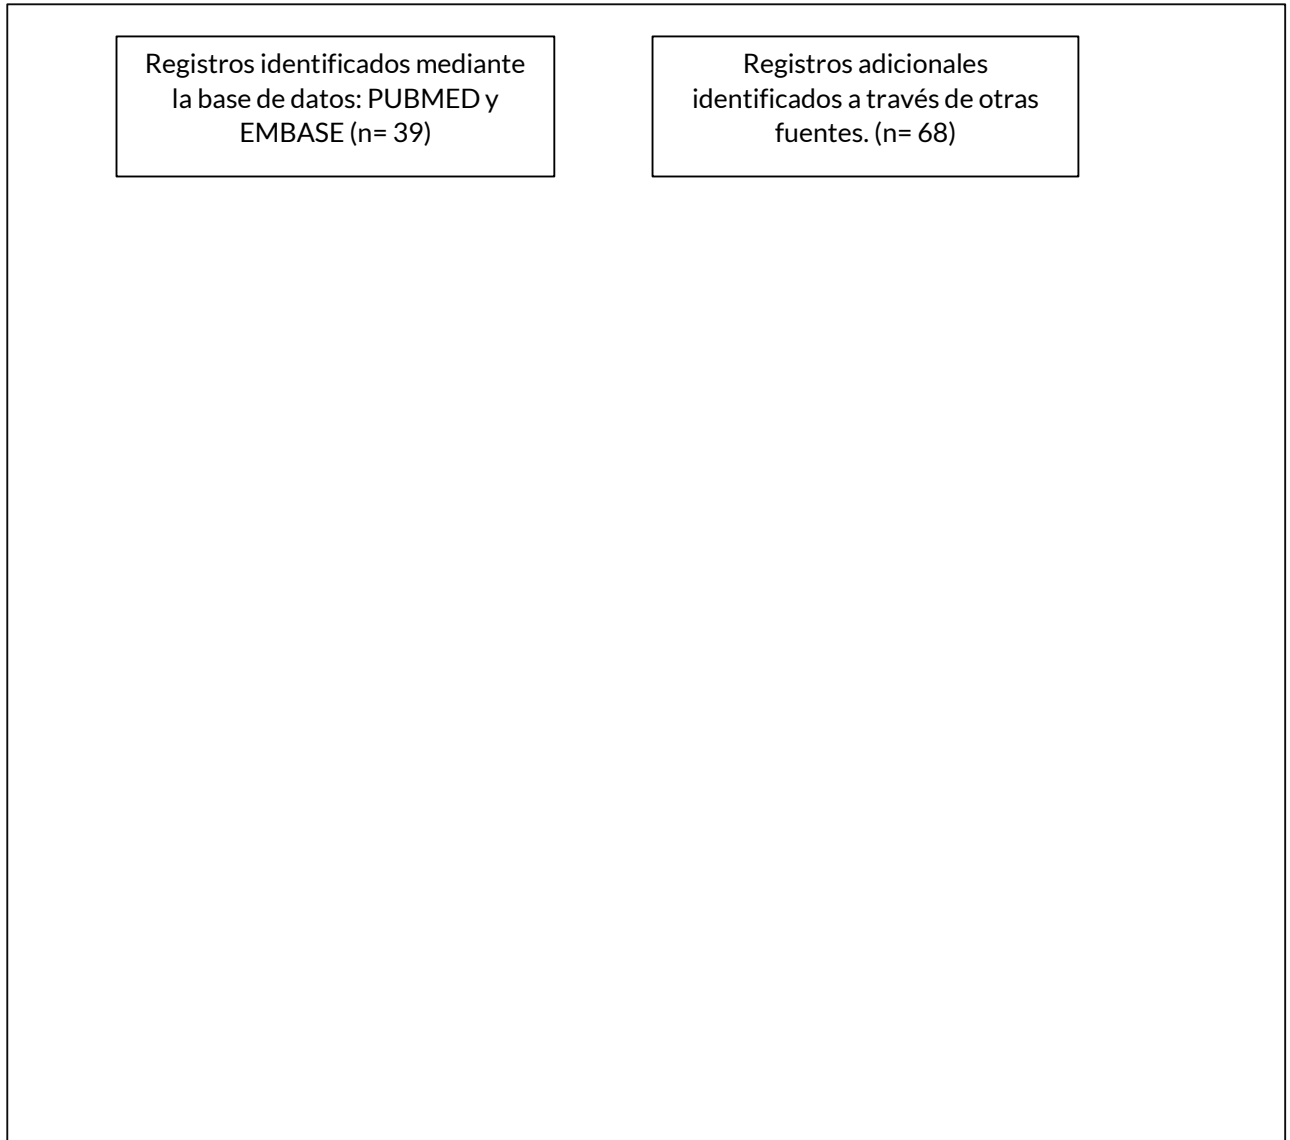 Registros identificados mediante
la base de datos: PUBMED y
EMBASE (n= 39)
Registros adicionales
identificados a través de otras
fuentes. (n= 68)